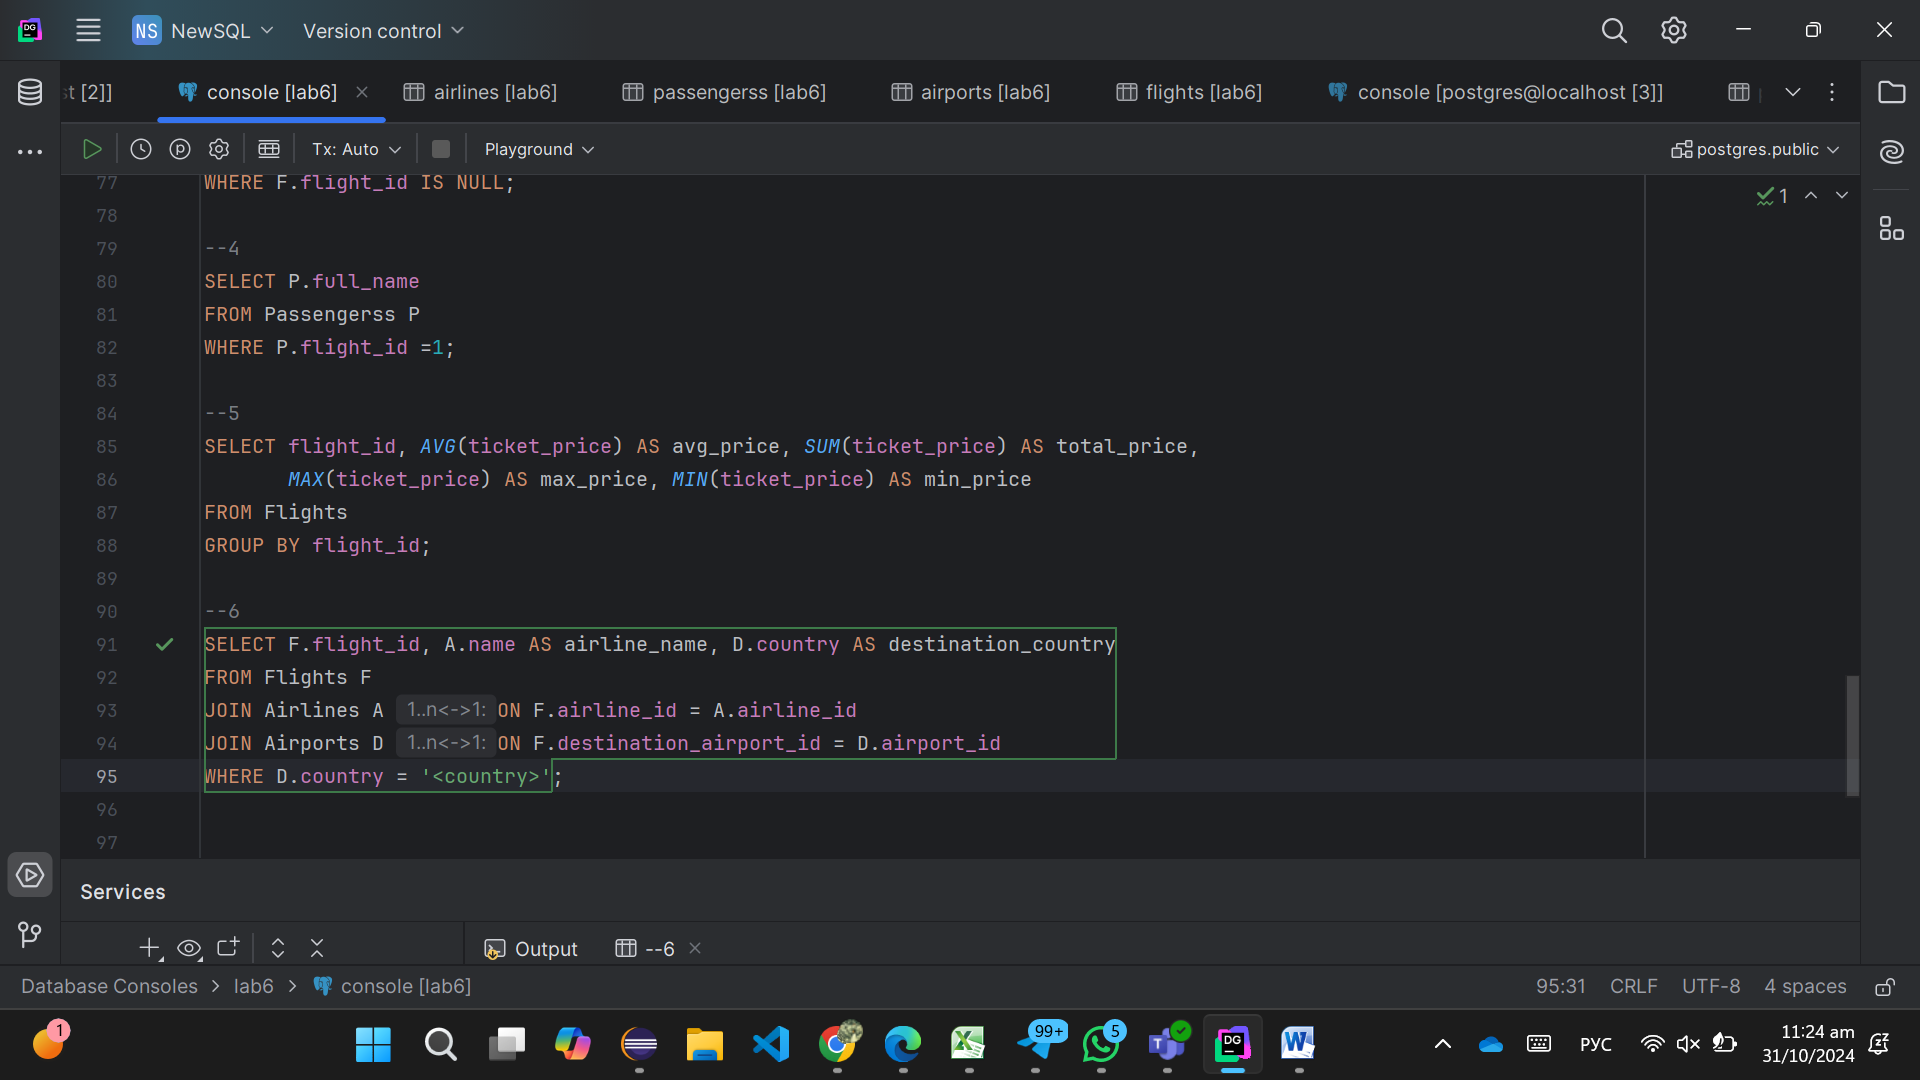 DG
NS NewSQL
Version control
st [2]]
console [lab6]
airlines [lab6]
passengerss [lab6]
airports [lab6]
flights [lab6]
console [postgres@localhost [3]]
Tx: Auto
Playground
postgres.public
1
77 WHERE F.flight_id IS NULL;
78
79 --4
80 SELECT P.full_name
81 FROM Passengerss P
82 WHERE P.flight_id =1;
83
84 --5
85 SELECT flight_id, AVG(ticket_price) AS avg_price, SUM(ticket_price) AS total_price,
86 MAX(ticket_price) AS max_price, MIN(ticket_price) AS min_price
87 FROM Flights
88 GROUP BY flight_id;
89
90 --6
91 SELECT F.flight_id, A.name AS airline_name, D.country AS destination_country
92 FROM Flights F
93 JOIN Airlines A 1..n<->1: ON F.airline_id = A.airline_id
94 JOIN Airports D 1..n<->1: ON F.destination_airport_id = D.airport_id
95 WHERE D.country = '<country>';
96
97
Services
Output
--6
Database Consoles > lab6 > console [lab6]
95:31 CRLF UTF-8 4 spaces
1
99+
5
DG
РУС
11:24 am
31/10/2024